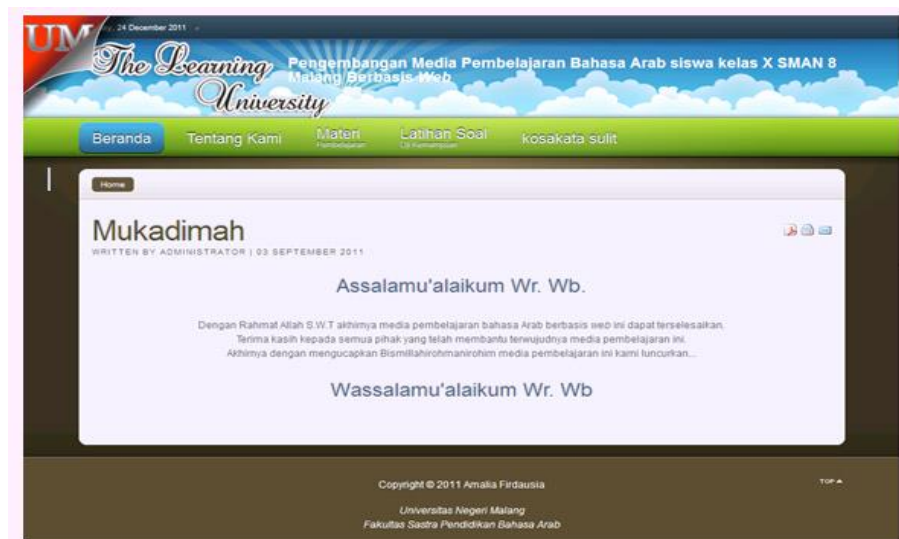 24 December 2011
UM
The Learning
University
Pengembangan Media Pembelajaran Bahasa Arab siswa kelas X SMAN 8
Malang Berbasis Web
Beranda
Tentang Kami
Materi
Pembelajaran
Latihan Soal
Uji Kemampuan
kosakata sulit
Home
Mukadimah
WRITTEN BY ADMINISTRATOR | 03 SEPTEMBER 2011
Assalamu'alaikum Wr. Wb.
Dengan Rahmat Allah S.W.T akhirnya media pembelajaran bahasa Arab berbasis web ini dapat terselesaikan.
Terima kasih kepada semua pihak yang telah membantu terwujudnya media pembelajaran ini.
Akhirnya dengan mengucapkan Bismillahirohmanirohim media pembelajaran ini kami luncurkan...
Wassalamu'alaikum Wr. Wb
Copyright © 2011 Amalia Firdausia
TOP
Universitas Negeri Malang
Fakultas Sastra Pendidikan Bahasa Arab